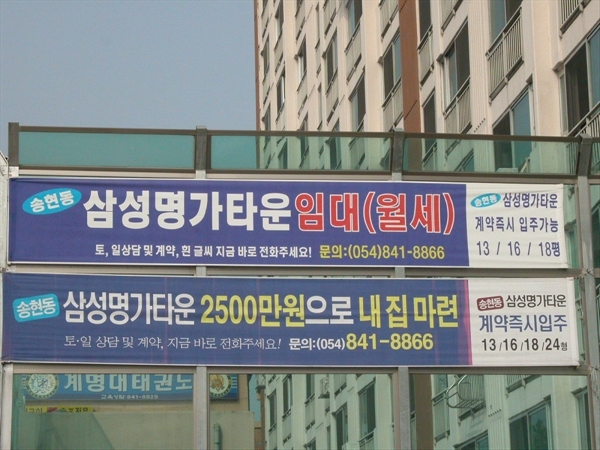 송현동 삼성명가타운 임대(월세)
토, 일상담 및 계약, 흰 글씨 지금 바로 전화주세요! 문의:(054)841-8866
송현동 삼성명가타운
계약즉시 입주가능
13 / 16 / 18평
송현동 삼성명가타운 2500만원으로 내 집 마련
토·일 상담 및 계약, 지금 바로 전화주세요! 문의:(054)841-8866
송현동 삼성명가타운
계약즉시입주
13/16/18/24평
계명대태권도